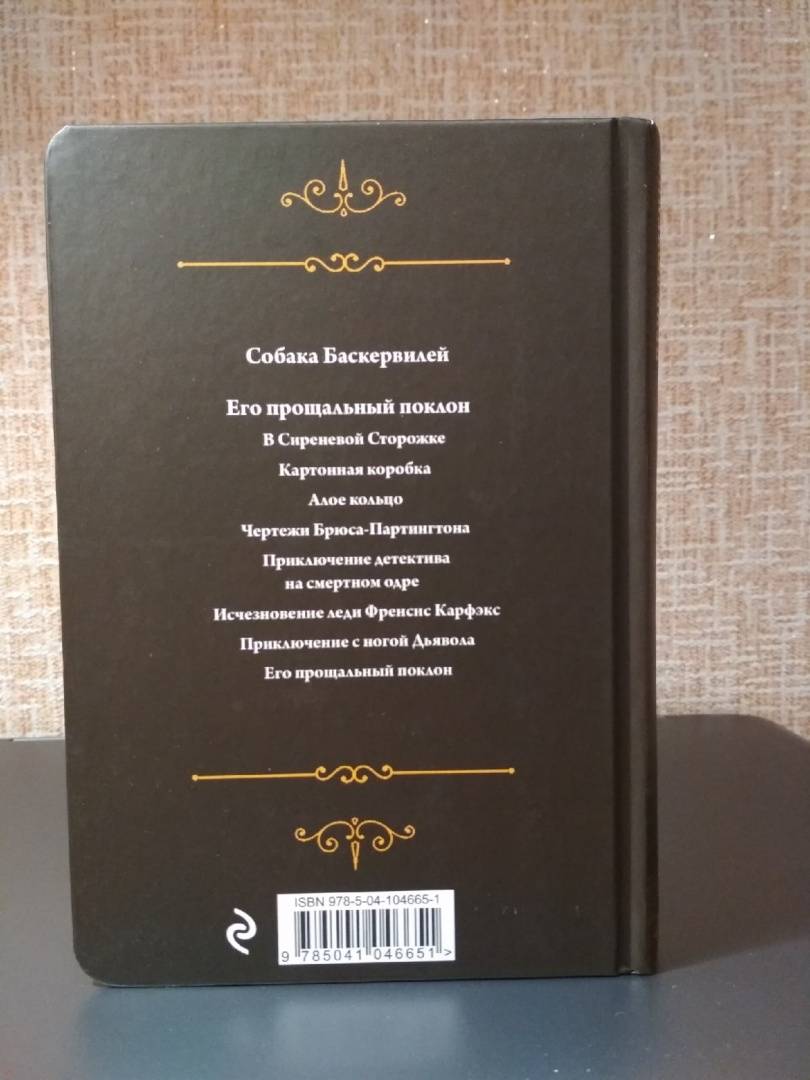 Собака Баскервилей
Его прощальный поклон
В Сиреневой Сторожке
Картонная коробка
Алое кольцо
Чертежи Брюса-Партингтона
Приключение детектива
на смертном одре
Исчезновение леди Френсис Карфэкс
Приключение с ногой Дьявола
Его прощальный поклон
ISBN 978-5-04-104665-1
9 785041 046651 >